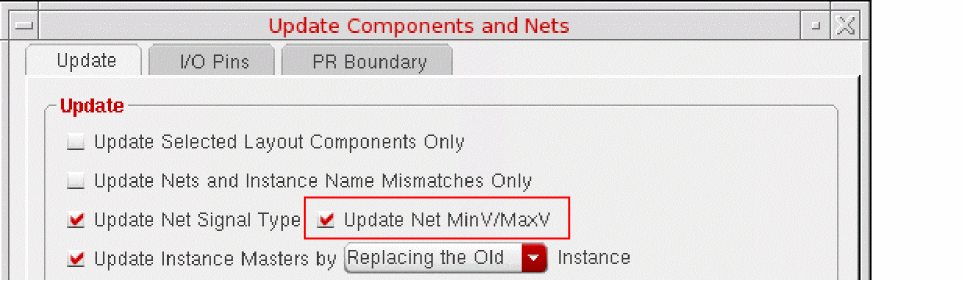 Update Components and Nets
Update I/O Pins PR Boundary
Update
Update Selected Layout Components Only
Update Nets and Instance Name Mismatches Only
Update Net Signal Type Update Net MinV/MaxV
Update Instance Masters by Replacing the Old Instance